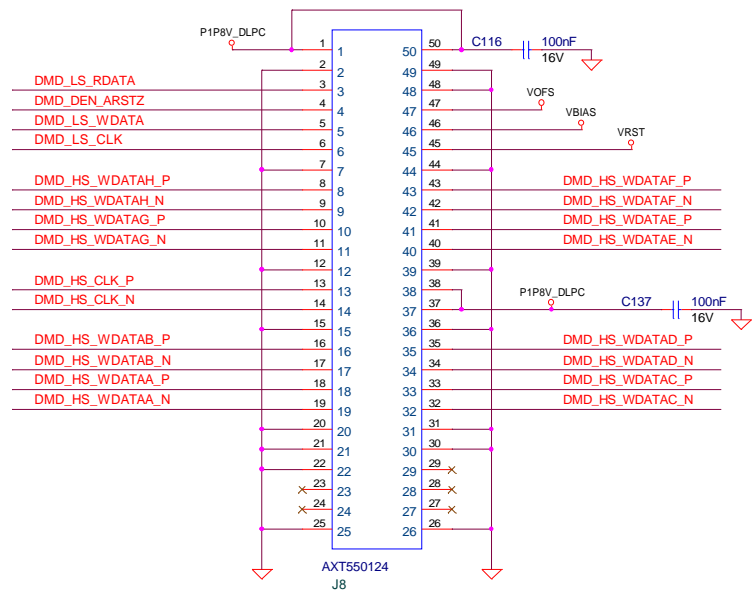 P1P8V_DLPC
C116 100nF
16V
1 1 50 50
2 2 49 49
DMD_LS_RDATA 3 3 48 48
DMD_DEN_ARSTZ 4 4 47 47 VOFS
DMD_LS_WDATA 5 5 46 46 VBIAS
DMD_LS_CLK 6 6 45 45 VRST
7 7 44 44
DMD_HS_WDATAH_P 8 8 43 43 DMD_HS_WDATAF_P
DMD_HS_WDATAH_N 9 9 42 42 DMD_HS_WDATAF_N
DMD_HS_WDATAG_P 10 10 41 41 DMD_HS_WDATAE_P
DMD_HS_WDATAG_N 11 11 40 40 DMD_HS_WDATAE_N
12 12 39 39
DMD_HS_CLK_P 13 13 38 38
DMD_HS_CLK_N 14 14 37 37 P1P8V_DLPC C137 100nF
16V
15 15 36 36
DMD_HS_WDATAB_P 16 16 35 35 DMD_HS_WDATAD_P
DMD_HS_WDATAB_N 17 17 34 34 DMD_HS_WDATAD_N
DMD_HS_WDATAA_P 18 18 33 33 DMD_HS_WDATAC_P
DMD_HS_WDATAA_N 19 19 32 32 DMD_HS_WDATAC_N
20 20 31 31
21 21 30 30
22 22 29 29
23 23 28 28
24 24 27 27
25 25 26 26
AXT550124
J8